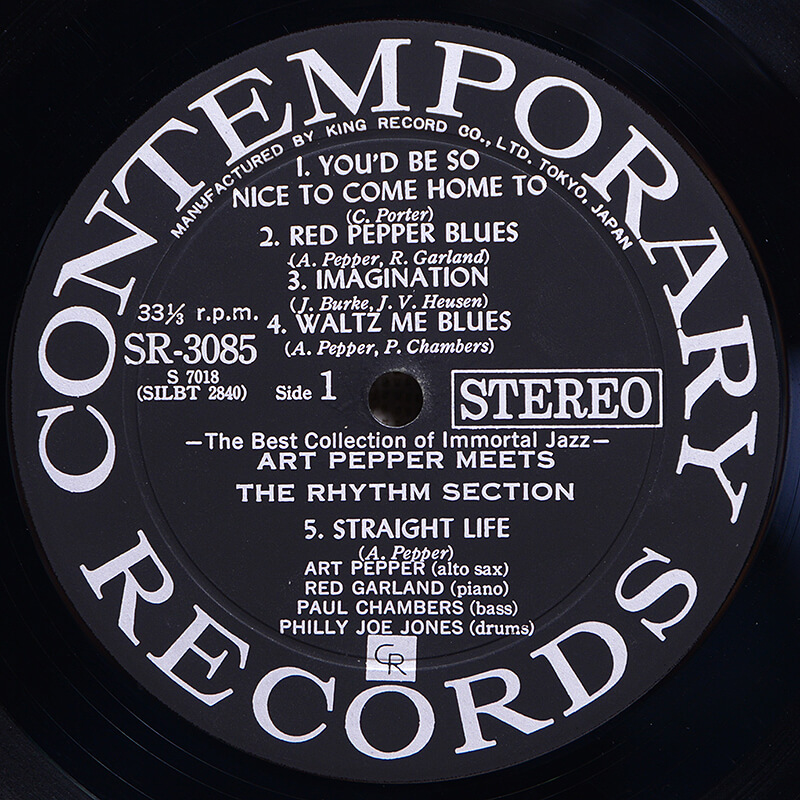 CONTEMPORARY
MANUFACTURED BY KING RECORD CO., LTD. TOKYO, JAPAN
1. YOU'D BE SO
NICE TO COME HOME TO
(C. Porter)
2. RED PEPPER BLUES
(A. Pepper, R. Garland)
3. IMAGINATION
(J. Burke, J. V. Heusen)
4. WALTZ ME BLUES
(A. Pepper, P. Chambers)
33⅓ r.p.m.
SR-3085
S 7018
(SILBT 2840)
Side 1
STEREO
—The Best Collection of Immortal Jazz—
ART PEPPER MEETS
THE RHYTHM SECTION
5. STRAIGHT LIFE
(A. Pepper)
ART PEPPER (alto sax)
RED GARLAND (piano)
PAUL CHAMBERS (bass)
PHILLY JOE JONES (drums)
CR
RECORDS